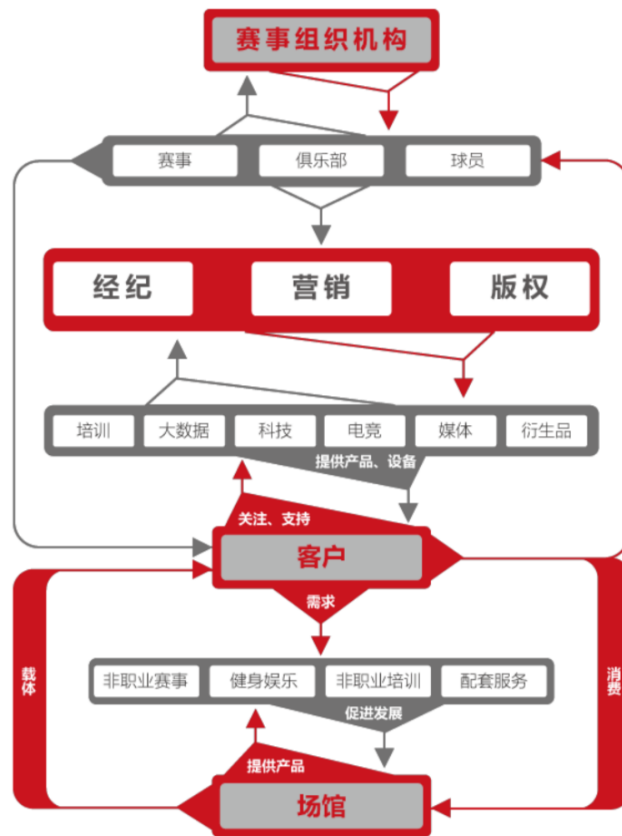 赛事组织机构
赛事 俱乐部 球员
经纪 营销 版权
培训 大数据 科技 电竞 媒体 衍生品
提供产品、设备
关注、支持
客户
需求
载体
消费
非职业赛事 健身娱乐 非职业培训 配套服务
促进发展
提供产品
场馆